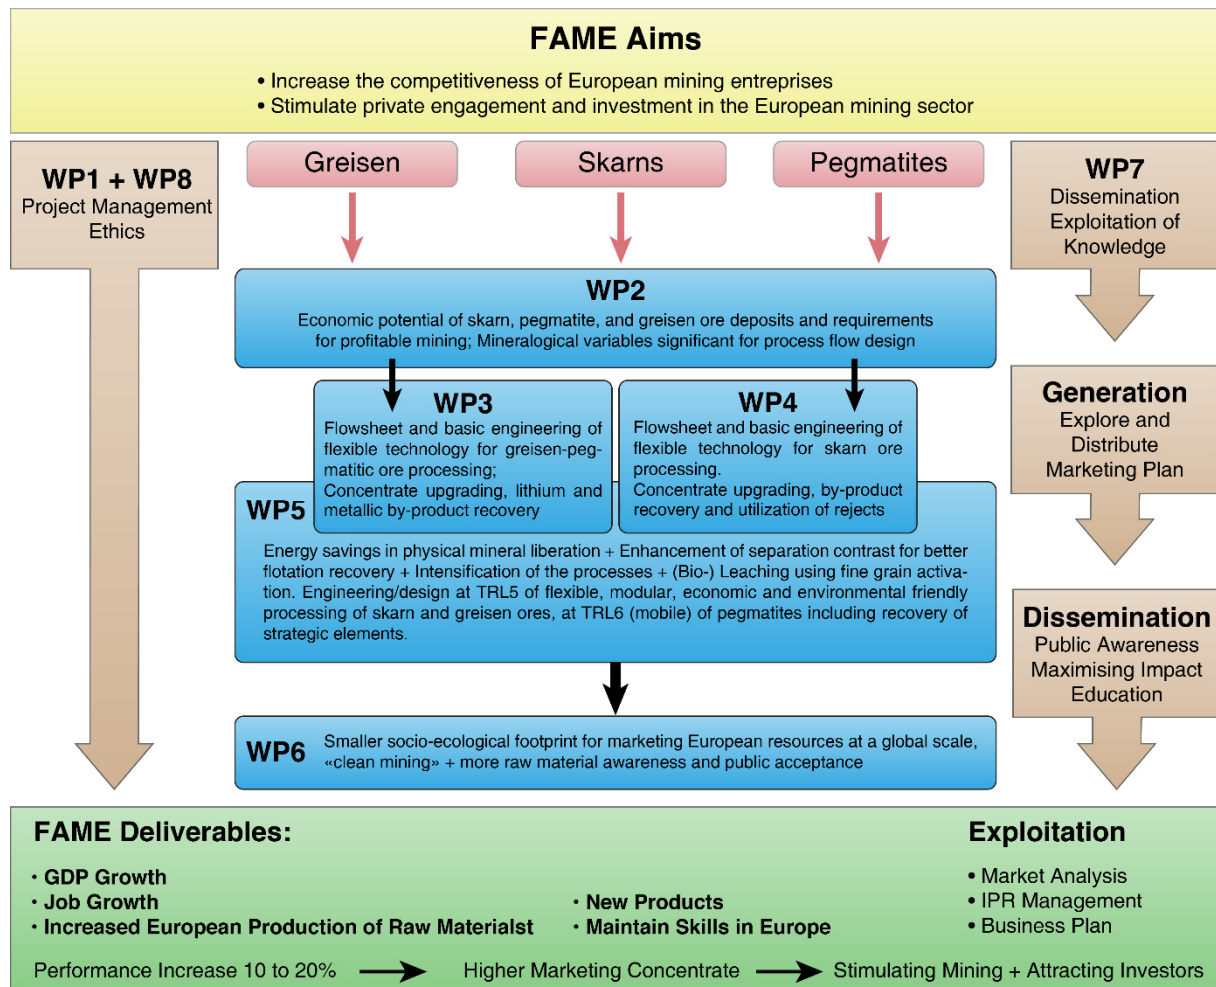 FAME Aims
• Increase the competitiveness of European mining entreprises
• Stimulate private engagement and investment in the European mining sector
WP1 + WP8
Project Management
Ethics
Greisen
Skarns
Pegmatites
WP7
Dissemination
Exploitation of
Knowledge
WP2
Economic potential of skarn, pegmatite, and greisen ore deposits and requirements
for profitable mining; Mineralogical variables significant for process flow design
WP3
Flowsheet and basic engineering of
flexible technology for greisen-peg-
matitic ore processing;
Concentrate upgrading, lithium and
metallic by-product recovery
WP4
Flowsheet and basic engineering of
flexible technology for skarn ore
processing.
Concentrate upgrading, by-product
recovery and utilization of rejects
Generation
Explore and
Distribute
Marketing Plan
WP5
Energy savings in physical mineral liberation + Enhancement of separation contrast for better
flotation recovery + Intensification of the processes + (Bio-) Leaching using fine grain activa-
tion. Engineering/design at TRL5 of flexible, modular, economic and environmental friendly
processing of skarn and greisen ores, at TRL6 (mobile) of pegmatites including recovery of
strategic elements.
Dissemination
Public Awareness
Maximising Impact
Education
WP6
Smaller socio-ecological footprint for marketing European resources at a global scale,
«clean mining» + more raw material awareness and public acceptance
FAME Deliverables:
· GDP Growth
· Job Growth
· Increased European Production of Raw Materialst
· New Products
· Maintain Skills in Europe
Exploitation
• Market Analysis
• IPR Management
• Business Plan
Performance Increase 10 to 20%
Higher Marketing Concentrate
Stimulating Mining + Attracting Investors